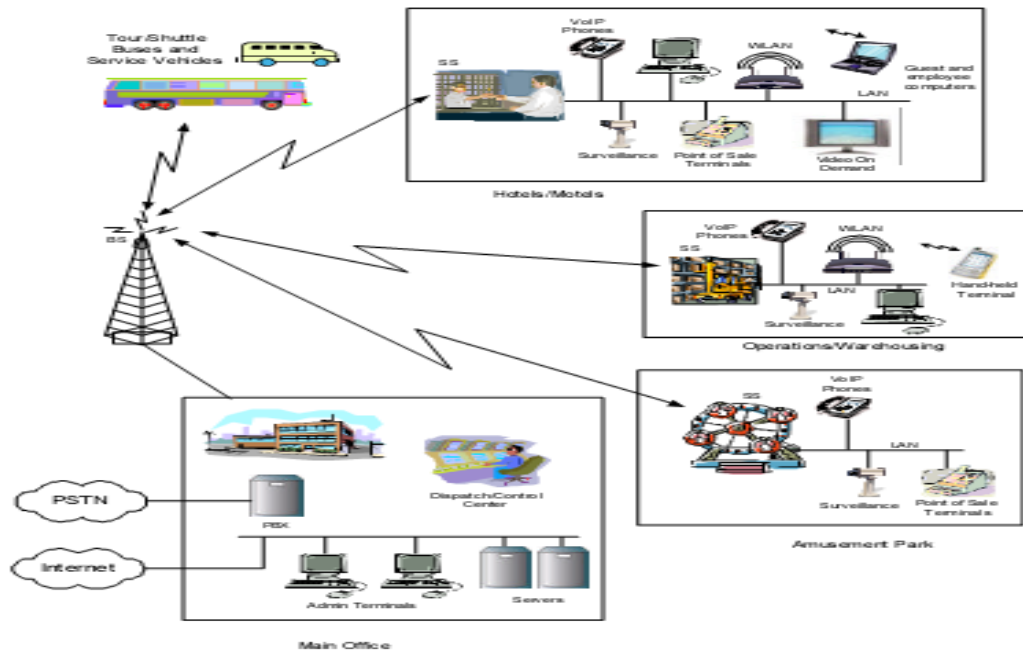 Tour/Shuttle
Buses and
Service Vehicles
BS
SS
VoIP
Phones
WLAN
Guest and
employee
computers
LAN
Surveillance
Point of Sale
Terminals
Video On
Demand
Hotels/Motels
VoIP
Phones
WLAN
SS
LAN
Hand-held
Terminal
Surveillance
Operations/Warehousing
VoIP
Phones
SS
LAN
Surveillance
Point of Sale
Terminals
Amusement Park
PSTN
PBX
Dispatch/Control
Center
Internet
Admin Terminals
Servers
Main Office